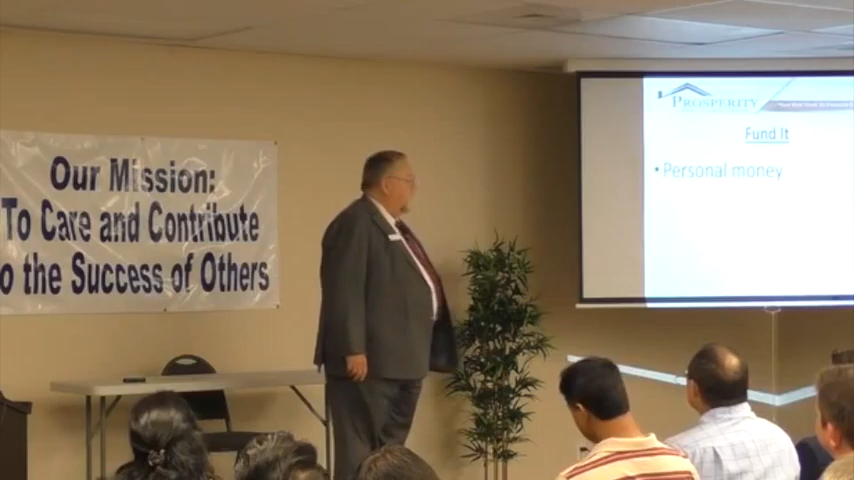 Our Mission:
To Care and Contribute
o the Success of Others
PROSPERITY
Fund It
• Personal money